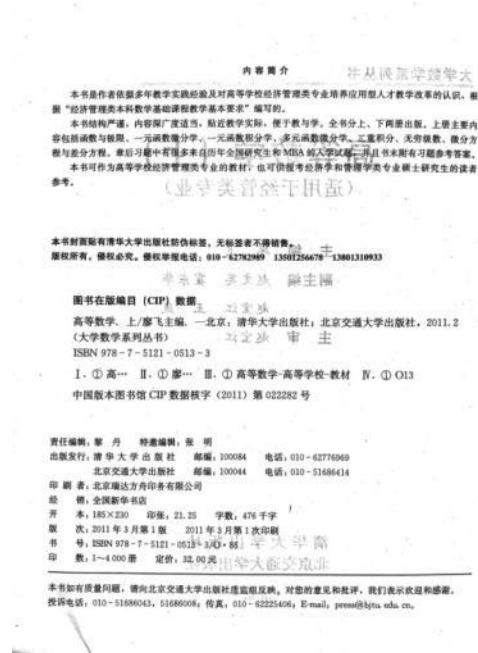 内 容 简 介
本书是作者依据多年教学实践经验及对高等学校经济管理类专业培养应用型人才教学改革的认识，根
据“经济管理类本科数学基础课程教学基本要求”编写的。
本书结构严谨，内容深广度适当，贴近教学实际，便于教与学。全书分上、下两册出版。上册主要内
容包括函数与极限、一元函数微分学、一元函数积分学、多元函数微分学、二重积分、无穷级数、微分方
程与差分方程。章后习题中有很多来自历年全国研究生和 MBA 的入学试题，并且书末附有习题参考答案。
本书可作为高等学校经济管理类专业的教材，也可供报考经济学和管理学类专业硕士研究生的读者
参考。
本书封面贴有清华大学出版社防伪标签，无标签者不得销售。
版权所有，侵权必究。侵权举报电话：010-62782989 13501256678 13801310933
图书在版编目（CIP）数据
高等数学. 上/廖飞主编. —北京：清华大学出版社；北京交通大学出版社，2011.2
（大学数学系列丛书）
ISBN 978-7-5121-0513-3
Ⅰ. ①高… Ⅱ. ①廖… Ⅲ. ①高等数学-高等学校-教材 Ⅳ. ①O13
中国版本图书馆 CIP 数据核字（2011）第 022282 号
责任编辑：黎 丹 特邀编辑：张 明
出版发行：清 华 大 学 出 版 社 邮编：100084 电话：010-62776969
北京交通大学出版社 邮编：100044 电话：010-51686414
印 刷 者：北京瑞达方舟印务有限公司
经 销：全国新华书店
开 本：185×230 印张：21.25 字数：476 千字
版 次：2011 年 3 月第 1 版 2011 年 3 月第 1 次印刷
书 号：ISBN 978-7-5121-0513-3/O·86
印 数：1～4 000 册 定价：32.00 元
本书如有质量问题，请向北京交通大学出版社质监组反映。对您的意见和批评，我们表示欢迎和感谢。
投诉电话：010-51686043，51686008；传真：010-62225406；E-mail：press@bjtu.edu.cn。